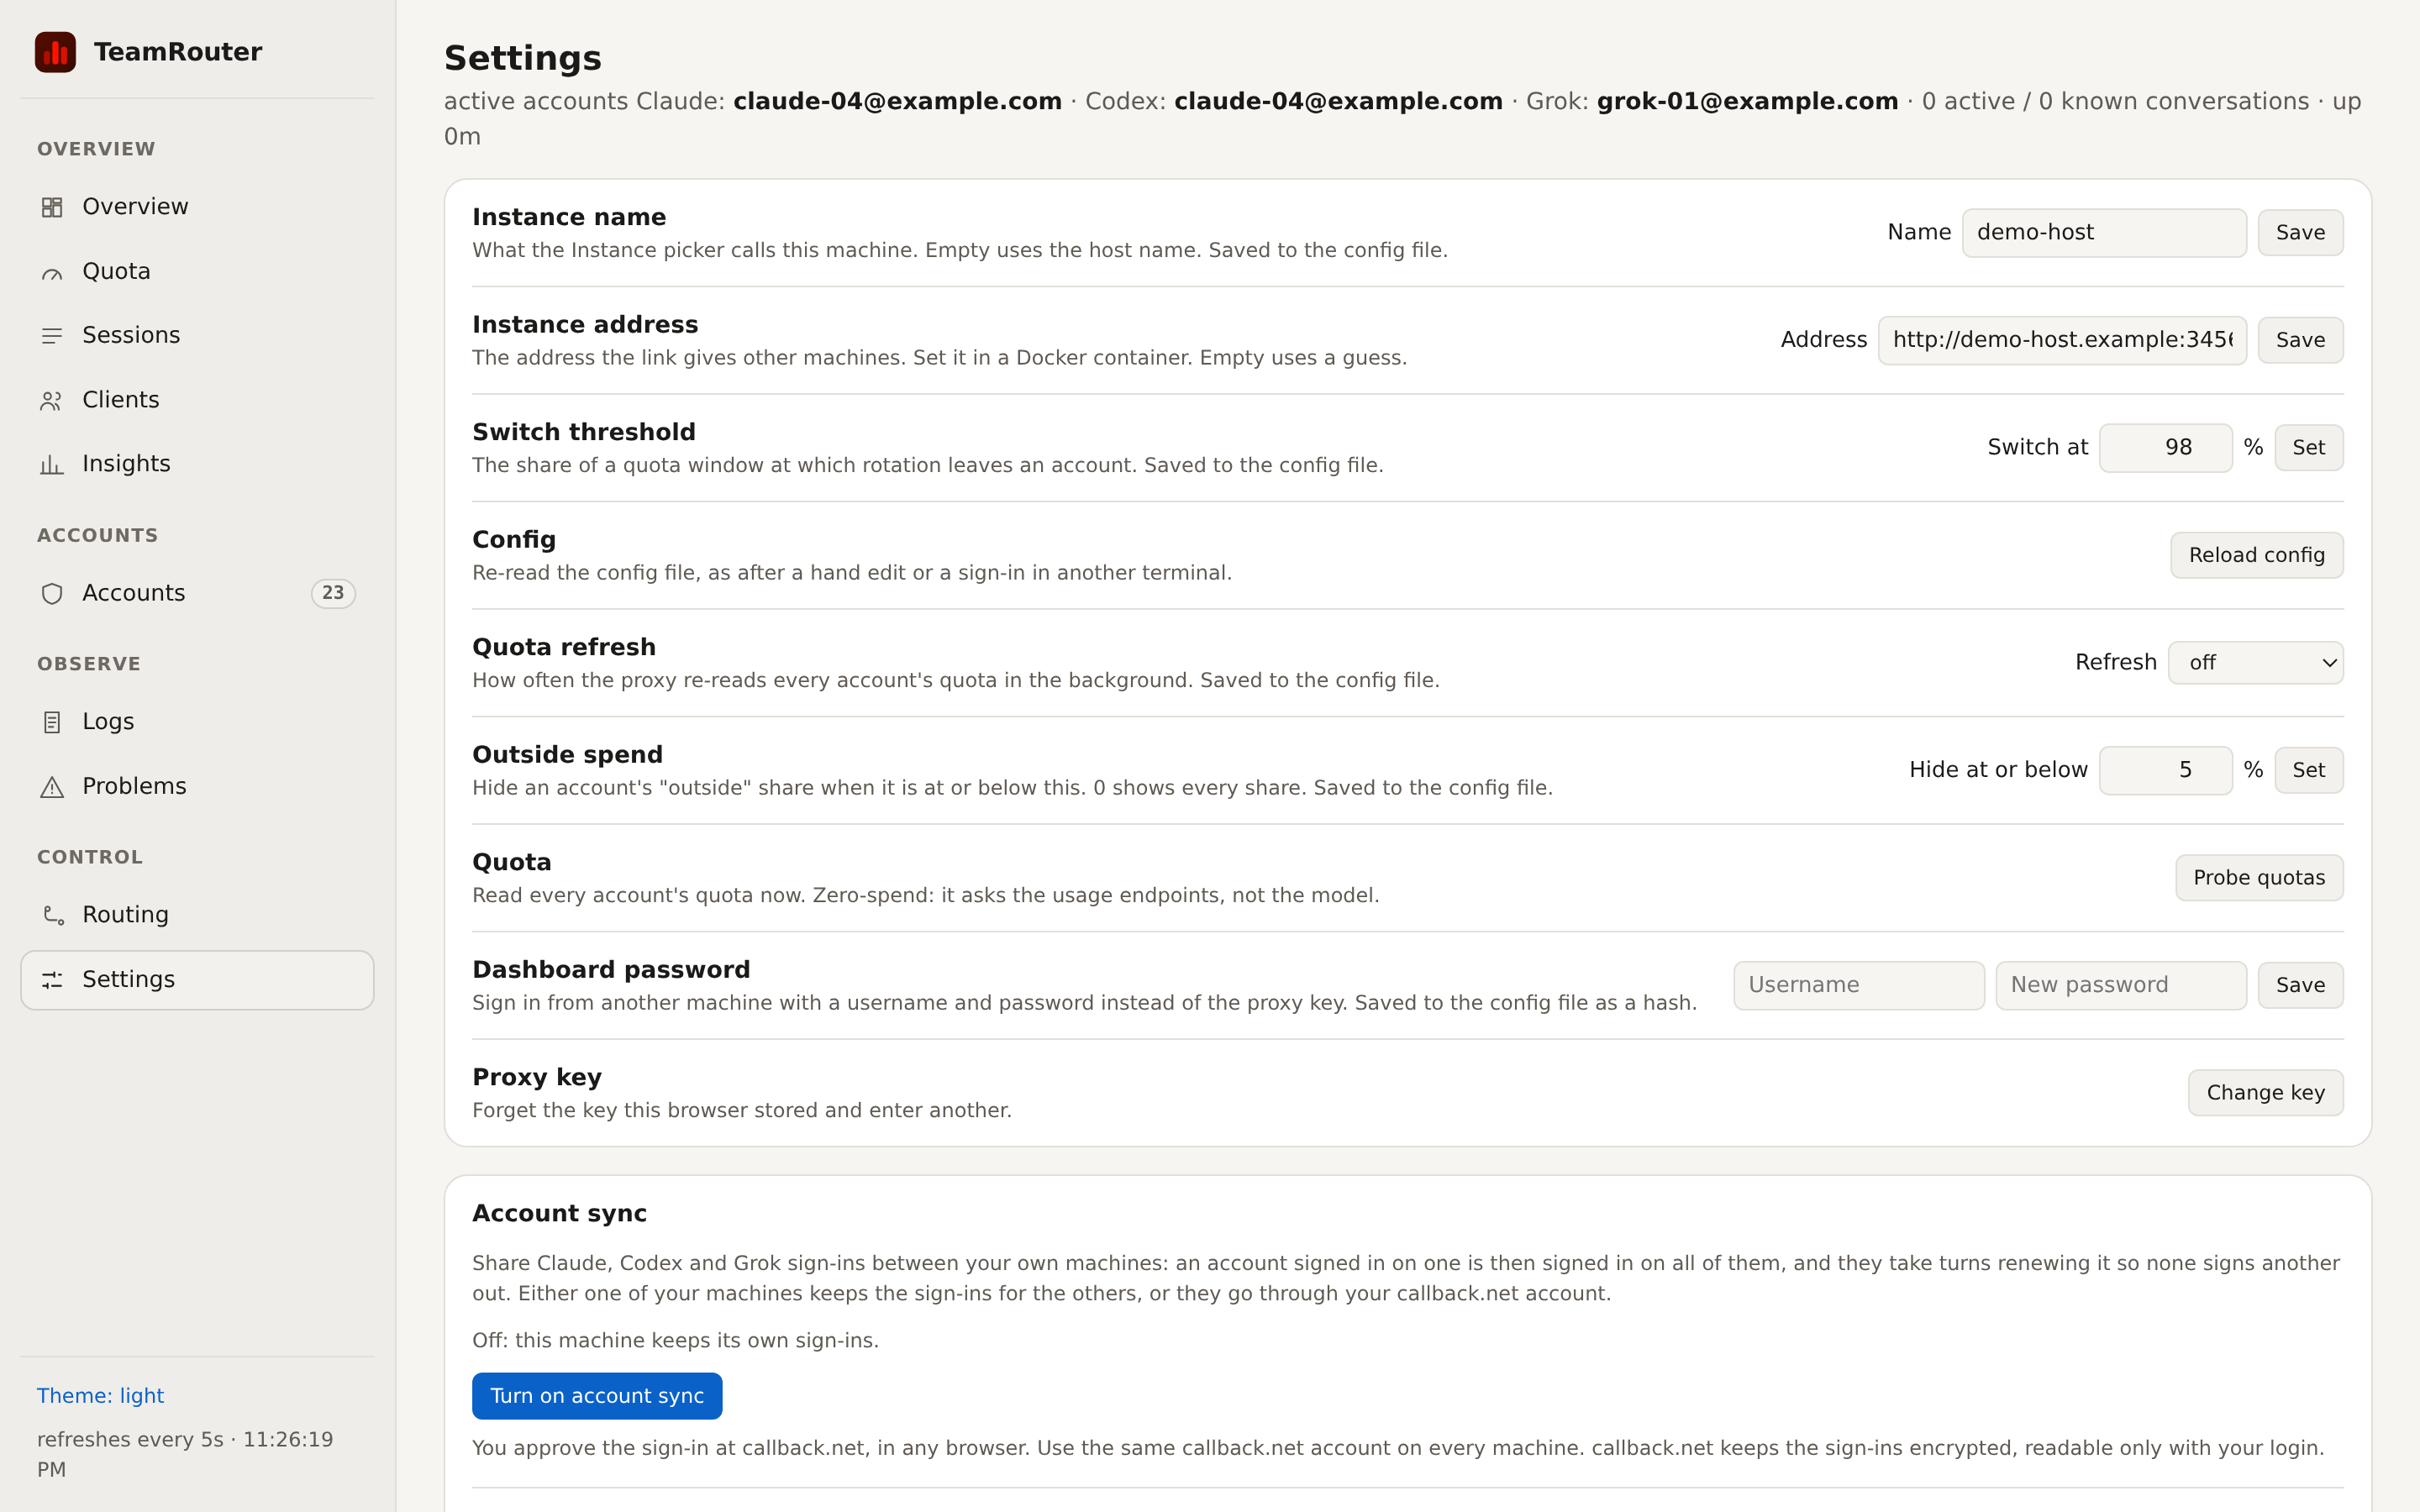 TeamRouter
OVERVIEW
Overview
Quota
Sessions
Clients
Insights
ACCOUNTS
Accounts 23
OBSERVE
Logs
Problems
CONTROL
Routing
Settings
Theme: light
refreshes every 5s · 11:26:19
PM
Settings
active accounts Claude: claude-04@example.com · Codex: claude-04@example.com · Grok: grok-01@example.com · 0 active / 0 known conversations · up
0m
Instance name
What the Instance picker calls this machine. Empty uses the host name. Saved to the config file.
Name demo-host Save
Instance address
The address the link gives other machines. Set it in a Docker container. Empty uses a guess.
Address http://demo-host.example:345 Save
Switch threshold
The share of a quota window at which rotation leaves an account. Saved to the config file.
Switch at 98 % Set
Config
Re-read the config file, as after a hand edit or a sign-in in another terminal.
Reload config
Quota refresh
How often the proxy re-reads every account's quota in the background. Saved to the config file.
Refresh off
Outside spend
Hide an account's "outside" share when it is at or below this. 0 shows every share. Saved to the config file.
Hide at or below 5 % Set
Quota
Read every account's quota now. Zero-spend: it asks the usage endpoints, not the model.
Probe quotas
Dashboard password
Sign in from another machine with a username and password instead of the proxy key. Saved to the config file as a hash.
Username New password Save
Proxy key
Forget the key this browser stored and enter another.
Change key
Account sync
Share Claude, Codex and Grok sign-ins between your own machines: an account signed in on one is then signed in on all of them, and they take turns renewing it so none signs another
out. Either one of your machines keeps the sign-ins for the others, or they go through your callback.net account.
Off: this machine keeps its own sign-ins.
Turn on account sync
You approve the sign-in at callback.net, in any browser. Use the same callback.net account on every machine. callback.net keeps the sign-ins encrypted, readable only with your login.